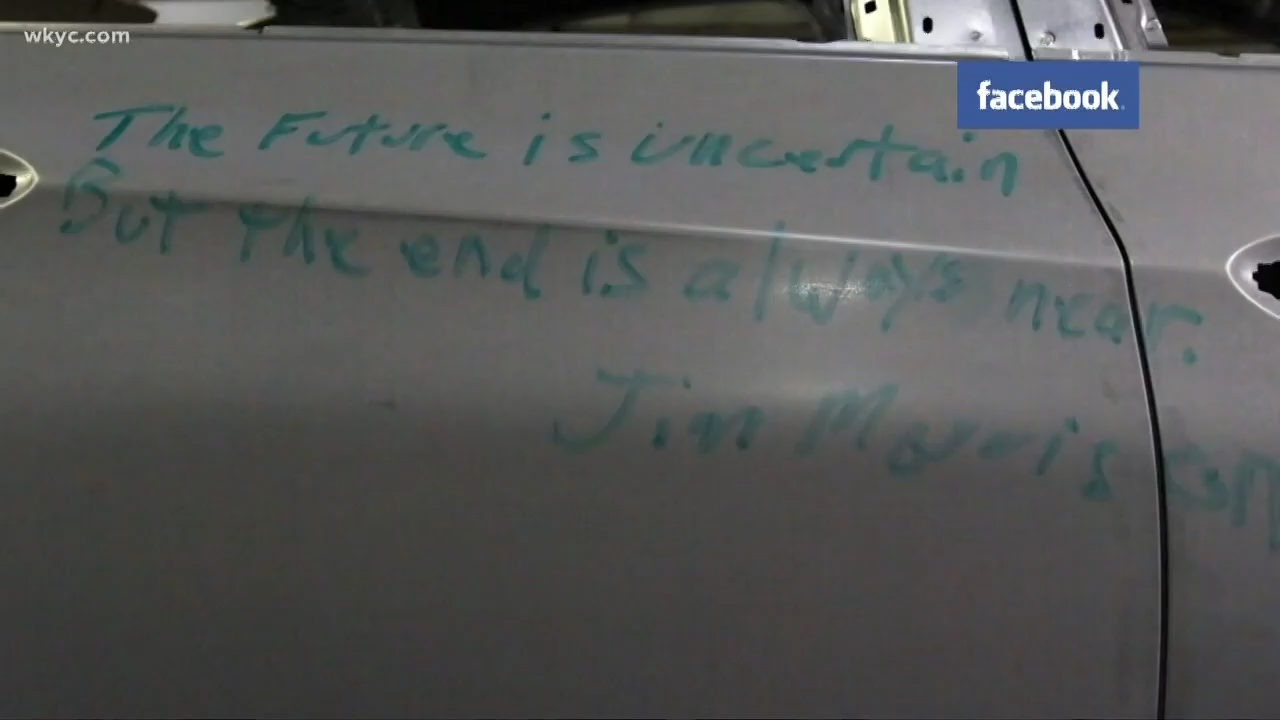 wkyc.com
facebook.
The Future is uncertain
But the end is always near.
Jim Morrison